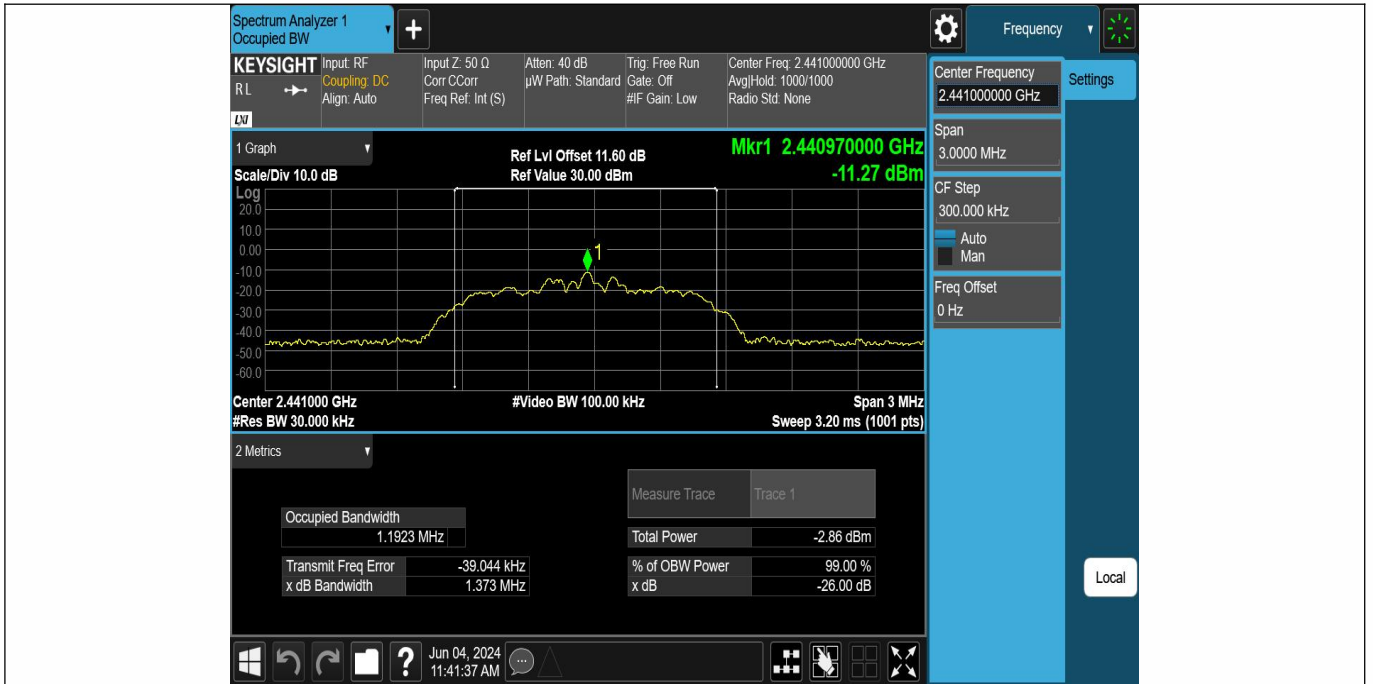 Spectrum Analyzer 1
Occupied BW
+
Frequency
KEYSIGHT
RL
LXI
Input: RF
Coupling: DC
Align: Auto
Input Z: 50 Ω
Corr CCorr
Freq Ref: Int (S)
Atten: 40 dB
µW Path: Standard
Trig: Free Run
Gate: Off
#IF Gain: Low
Center Freq: 2.441000000 GHz
Avg|Hold: 1000/1000
Radio Std: None
Center Frequency
2.441000000 GHz
Settings
Span
3.0000 MHz
CF Step
300.000 kHz
Auto
Man
Freq Offset
0 Hz
Local
1 Graph
Scale/Div 10.0 dB
Ref Lvl Offset 11.60 dB
Ref Value 30.00 dBm
Mkr1 2.440970000 GHz
-11.27 dBm
Log
20.0
10.0
0.00
-10.0
-20.0
-30.0
-40.0
-50.0
-60.0
1
Center 2.441000 GHz
#Res BW 30.000 kHz
#Video BW 100.00 kHz
Span 3 MHz
Sweep 3.20 ms (1001 pts)
2 Metrics
Measure Trace Trace 1
Occupied Bandwidth
1.1923 MHz
Total Power -2.86 dBm
Transmit Freq Error -39.044 kHz
% of OBW Power 99.00 %
x dB Bandwidth 1.373 MHz
x dB -26.00 dB
?
Jun 04, 2024
11:41:37 AM